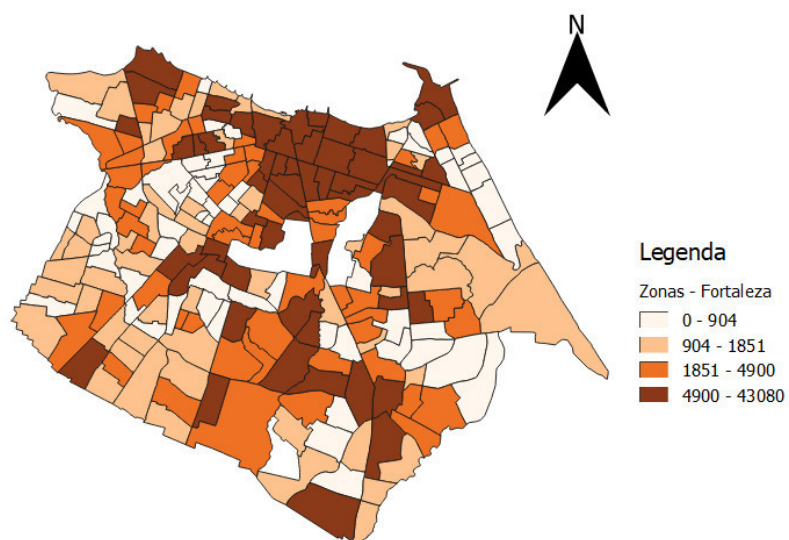 N
Legenda
Zonas - Fortaleza
0 - 904
904 - 1851
1851 - 4900
4900 - 43080